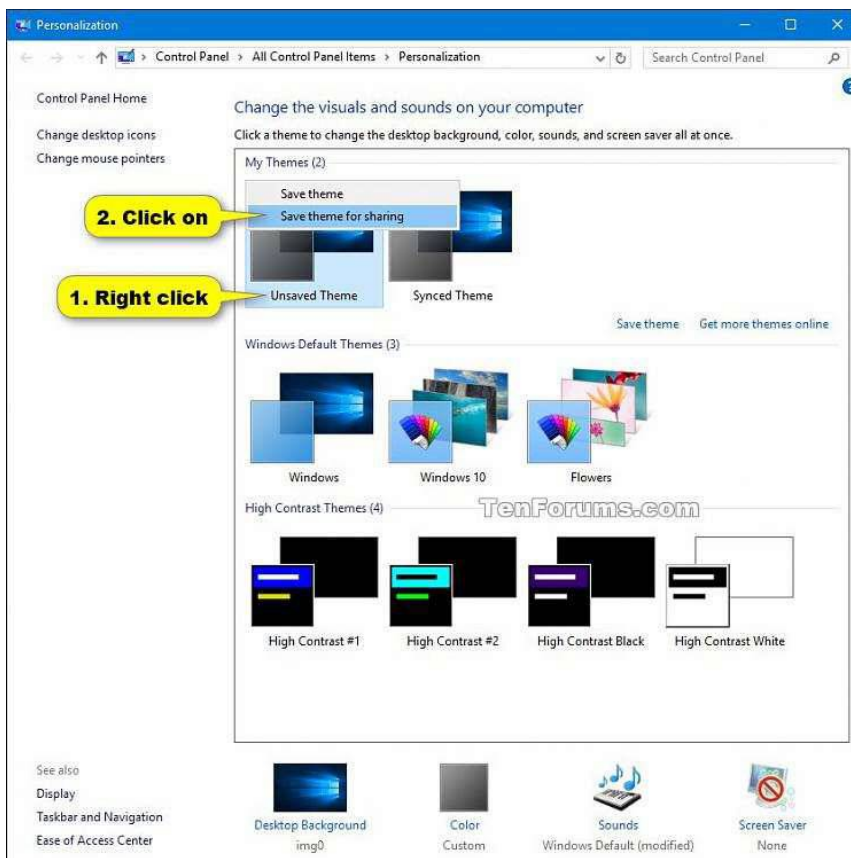 Personalization
Control Panel > All Control Panel Items > Personalization
Search Control Panel
Control Panel Home
Change desktop icons
Change mouse pointers
Change the visuals and sounds on your computer
Click a theme to change the desktop background, color, sounds, and screen saver all at once.
My Themes (2)
Save theme
Save theme for sharing
2. Click on
1. Right click
Unsaved Theme
Synced Theme
Save theme
Get more themes online
Windows Default Themes (3)
Windows
Windows 10
Flowers
High Contrast Themes (4)
TenForums.com
High Contrast #1
High Contrast #2
High Contrast Black
High Contrast White
See also
Display
Taskbar and Navigation
Ease of Access Center
Desktop Background
img0
Color
Custom
Sounds
Windows Default (modified)
Screen Saver
None